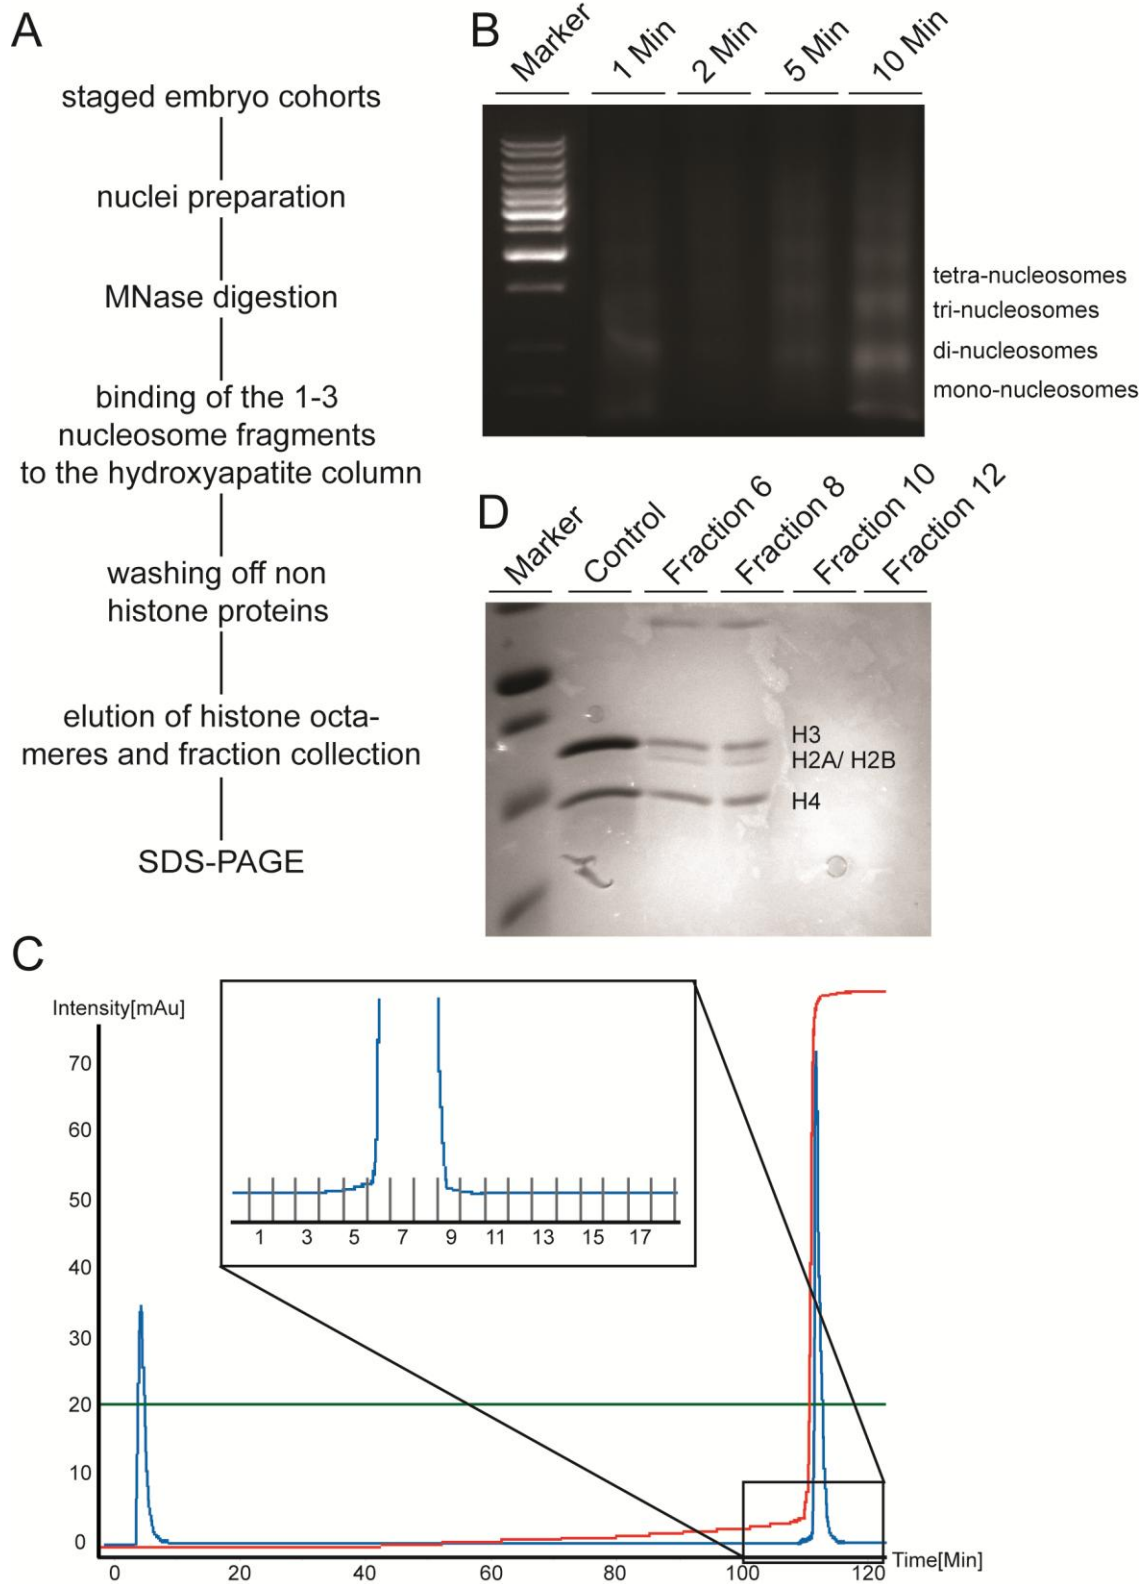 A
staged embryo cohorts
nuclei preparation
MNase digestion
binding of the 1-3
nucleosome fragments
to the hydroxyapatite column
washing off non
histone proteins
elution of histone octa-
meres and fraction collection
SDS-PAGE
B
Marker
1 Min
2 Min
5 Min
10 Min
tetra-nucleosomes
tri-nucleosomes
di-nucleosomes
mono-nucleosomes
D
Marker
Control
Fraction 6
Fraction 8
Fraction 10
Fraction 12
H3
H2A/ H2B
H4
C
Intensity[mAu]
70
60
50
40
30
20
10
0
1 3 5 7 9 11 13 15 17
0 20 40 60 80 100 120 Time[Min]